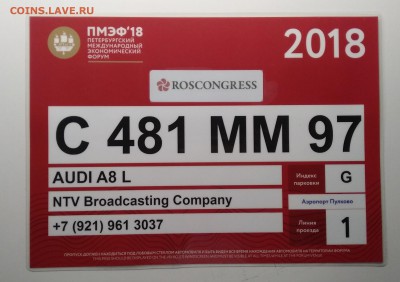 COINS.LAVE.RU
ПМЭФ'18
ПЕТЕРБУРГСКИЙ
МЕЖДУНАРОДНЫЙ
ЭКОНОМИЧЕСКИЙ
ФОРУМ
2018
ROSCONGRESS
С 481 ММ 97
AUDI A8 L
Индекс парковки
G
NTV Broadcasting Company
Аэропорт Пулково
+7 (921) 961 3037
Линия проезда
1